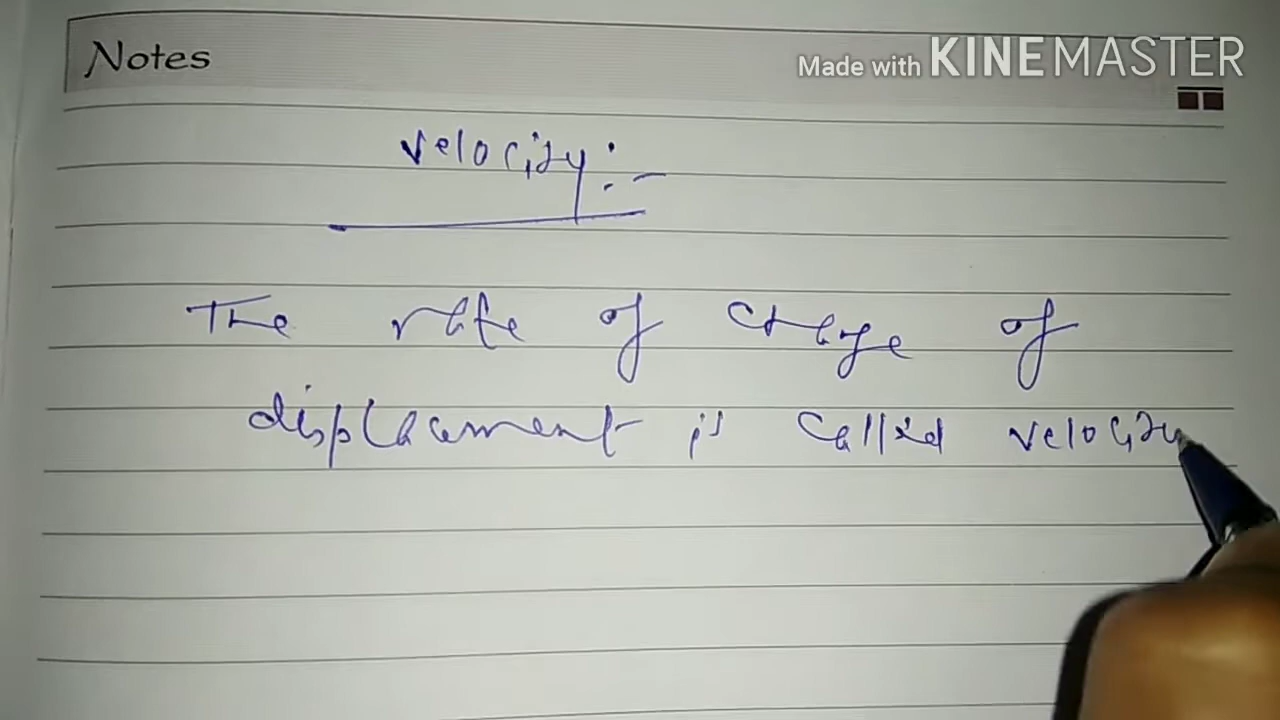 Notes
Made with KINEMASTER
Velocity:-
The rate of change of
displacement is called velocity